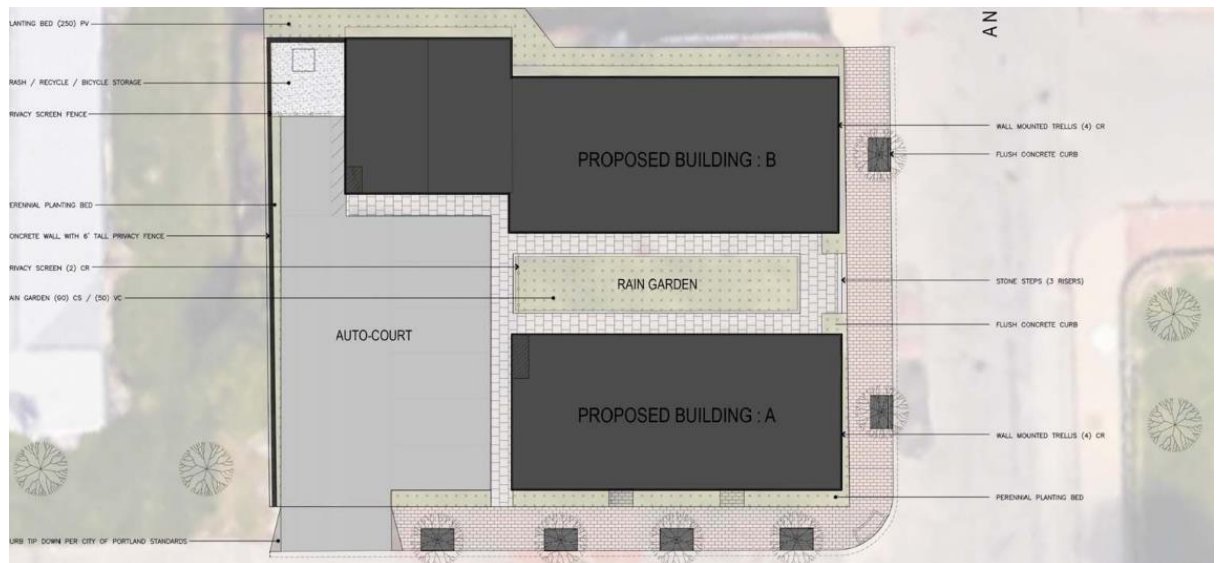 LANTING BED (250) PV
RASH / RECYCLE / BICYCLE STORAGE
RIVACY SCREEN FENCE
ERENNIAL PLANTING BED
ONCRETE WALL WITH 6' TALL PRIVACY FENCE
RIVACY SCREEN (2) CR
AIN GARDEN (90) CS / (50) VC
URB TIP DOWN PER CITY OF PORTLAND STANDARDS
PROPOSED BUILDING : B
RAIN GARDEN
AUTO-COURT
PROPOSED BUILDING : A
AN
WALL MOUNTED TRELLIS (4) CR
FLUSH CONCRETE CURB
STONE STEPS (3 RISERS)
FLUSH CONCRETE CURB
WALL MOUNTED TRELLIS (4) CR
PERENNIAL PLANTING BED